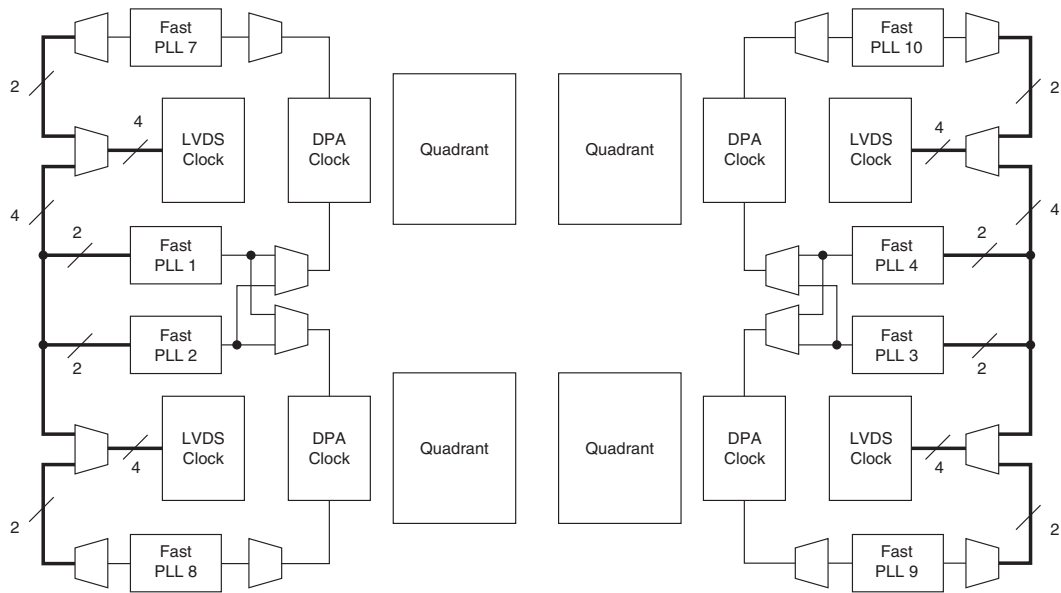 Fast
PLL 7
Fast
PLL 10
2
2
4
4
LVDS
Clock
DPA
Clock
Quadrant
Quadrant
DPA
Clock
LVDS
Clock
4
4
2
2
Fast
PLL 1
Fast
PLL 4
Fast
PLL 2
Fast
PLL 3
2
2
LVDS
Clock
DPA
Clock
Quadrant
Quadrant
DPA
Clock
LVDS
Clock
4
4
2
2
Fast
PLL 8
Fast
PLL 9